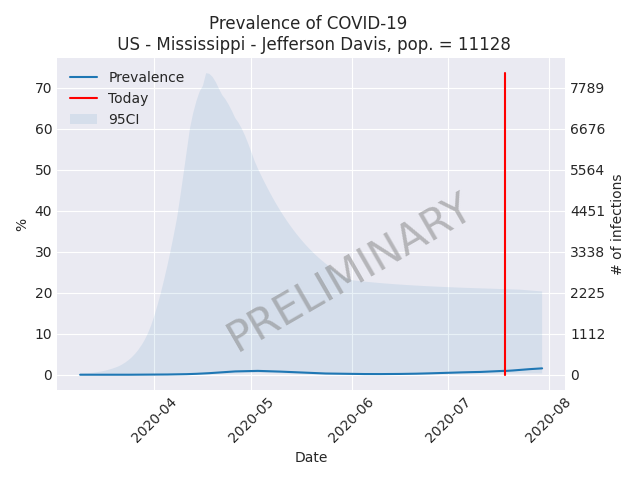 Prevalence of COVID-19
US - Mississippi - Jefferson Davis, pop. = 11128
Prevalence
Today
95CI
70
60
50
40
30
20
10
0
%
7789
6676
5564
4451
3338
2225
1112
0
# of infections
PRELIMINARY
2020-04
2020-05
2020-06
2020-07
2020-08
Date